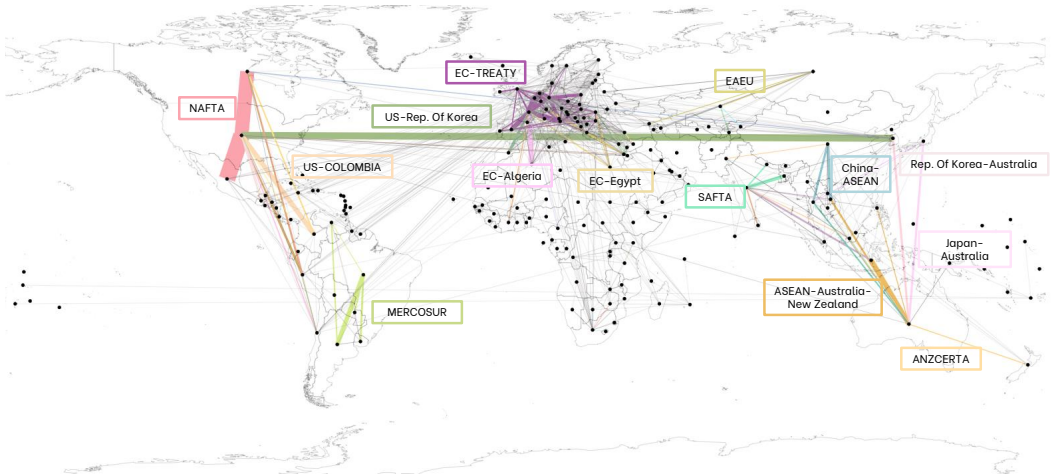 EC-TREATY
EAEU
NAFTA
US-Rep. Of Korea
US-COLOMBIA
EC-Algeria
EC-Egypt
SAFTA
China-
ASEAN
Rep. Of Korea-Australia
Japan-
Australia
ASEAN-Australia-
New Zealand
MERCOSUR
ANZCERTA